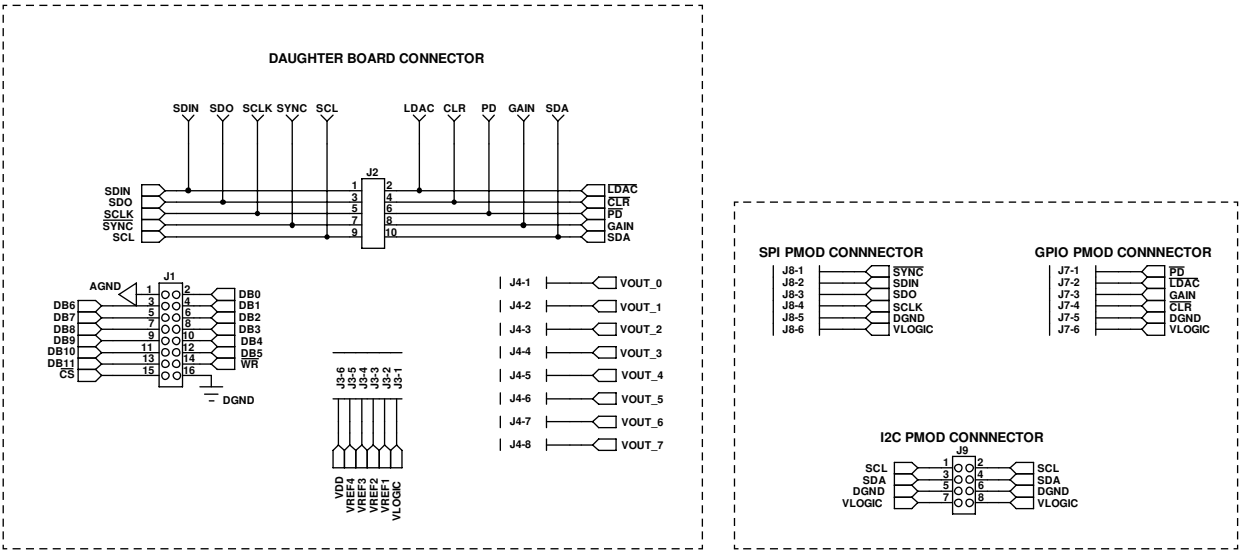 DAUGHTER BOARD CONNECTOR
SDIN SDO SCLK SYNC SCL LDAC CLR PD GAIN SDA
J2
SDIN 1 2 LDAC
SDO 3 4 CLR
SCLK 5 6 PD
SYNC 7 8 GAIN
SCL 9 10 SDA
J1
AGND 1 2 DB0
DB6 3 4 DB1
DB7 5 6 DB2
DB8 7 8 DB3
DB9 9 10 DB4
DB10 11 12 DB5
DB11 13 14 WR
CS 15 16
DGND
J3-6 J3-5 J3-4 J3-3 J3-2 J3-1
VDD VREF4 VREF3 VREF2 VREF1 VLOGIC
J4-1 VOUT_0
J4-2 VOUT_1
J4-3 VOUT_2
J4-4 VOUT_3
J4-5 VOUT_4
J4-6 VOUT_5
J4-7 VOUT_6
J4-8 VOUT_7
SPI PMOD CONNNECTOR
J8-1 SYNC
J8-2 SDIN
J8-3 SDO
J8-4 SCLK
J8-5 DGND
J8-6 VLOGIC
GPIO PMOD CONNNECTOR
J7-1 PD
J7-2 LDAC
J7-3 GAIN
J7-4 CLR
J7-5 DGND
J7-6 VLOGIC
I2C PMOD CONNNECTOR
J9
SCL 1 2 SCL
SDA 3 4 SDA
DGND 5 6 DGND
VLOGIC 7 8 VLOGIC